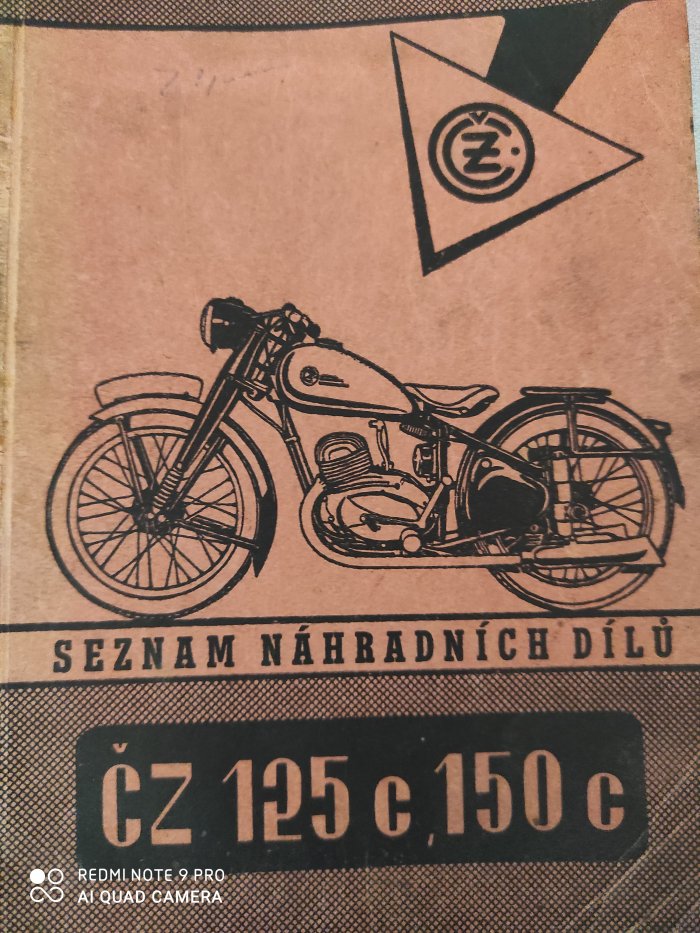 ČZ
SEZNAM NÁHRADNÍCH DÍLŮ
ČZ 125 c, 150 c
REDMI NOTE 9 PRO
AI QUAD CAMERA